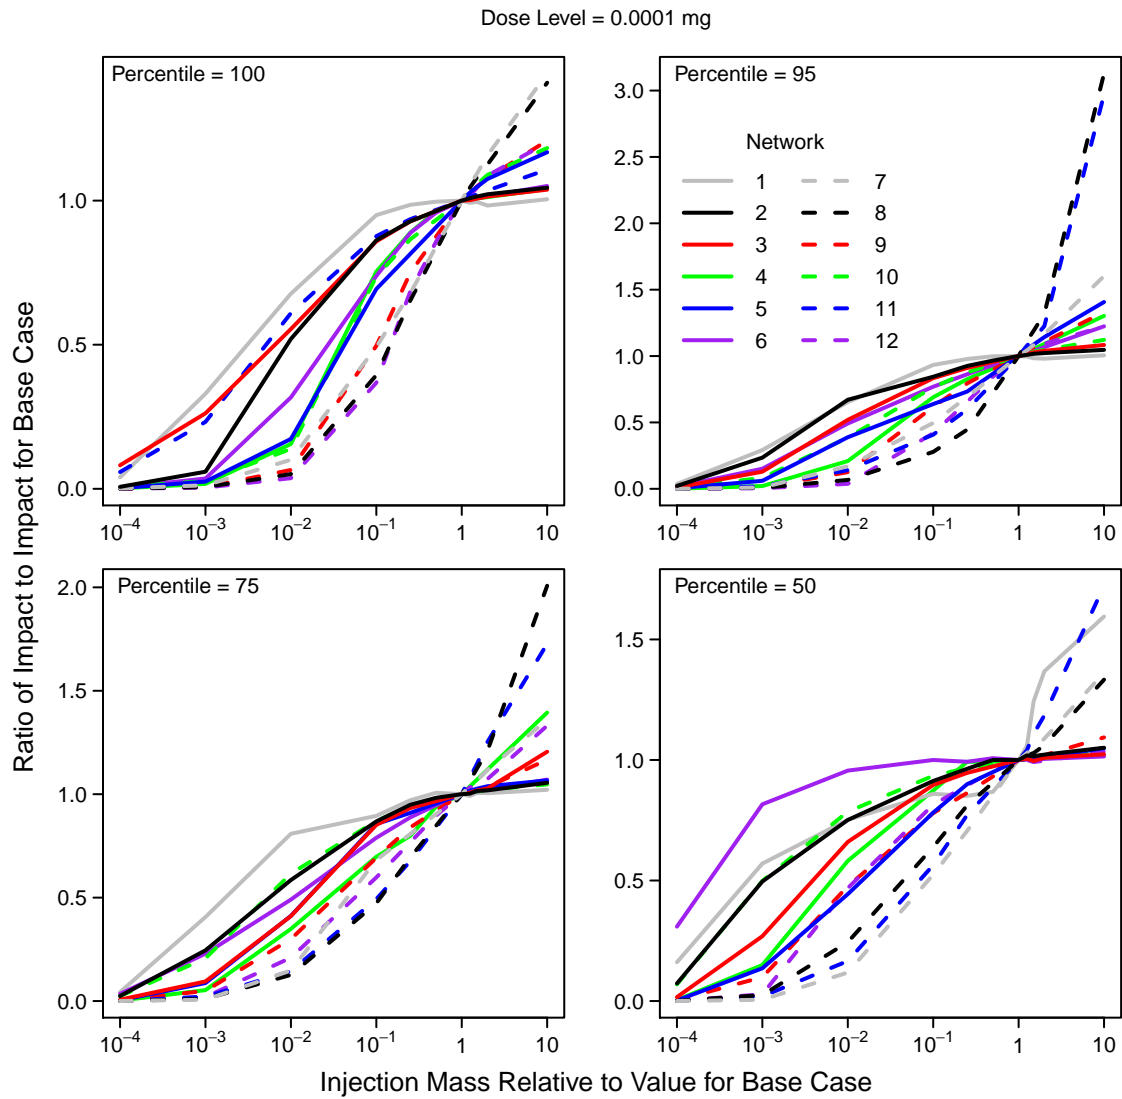 Dose Level = 0.0001 mg
Ratio of Impact to Impact for Base Case
Percentile = 100
1.0
0.5
0.0
10⁻⁴ 10⁻³ 10⁻² 10⁻¹ 1 10
Percentile = 95
3.0
2.5
2.0
1.5
1.0
0.5
0.0
Network
1 7
2 8
3 9
4 10
5 11
6 12
10⁻⁴ 10⁻³ 10⁻² 10⁻¹ 1 10
Percentile = 75
2.0
1.5
1.0
0.5
0.0
10⁻⁴ 10⁻³ 10⁻² 10⁻¹ 1 10
Percentile = 50
1.5
1.0
0.5
0.0
10⁻⁴ 10⁻³ 10⁻² 10⁻¹ 1 10
Injection Mass Relative to Value for Base Case